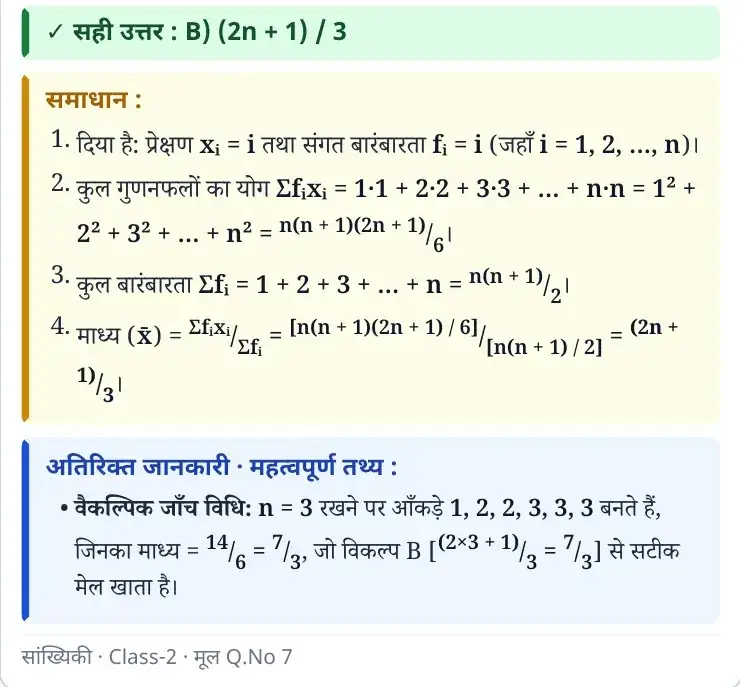 ✓ सही उत्तर : B) (2n + 1) / 3
समाधान :
1. दिया है: प्रेक्षण xᵢ = i तथा संगत बारंबारता fᵢ = i (जहाँ i = 1, 2, ..., n)।
2. कुल गुणनफलों का योग Σfᵢxᵢ = 1·1 + 2·2 + 3·3 + ... + n·n = 1² +
2² + 3² + ... + n² = n(n + 1)(2n + 1)/6।
3. कुल बारंबारता Σfᵢ = 1 + 2 + 3 + ... + n = n(n + 1)/2।
4. माध्य (x̄) = Σfᵢxᵢ/Σfᵢ = [n(n + 1)(2n + 1) / 6]/[n(n + 1) / 2] = (2n +
1)/3।
अतिरिक्त जानकारी · महत्वपूर्ण तथ्य :
• वैकल्पिक जाँच विधि: n = 3 रखने पर आँकड़े 1, 2, 2, 3, 3, 3 बनते हैं,
जिनका माध्य = 14/6 = 7/3, जो विकल्प B [(2×3 + 1)/3 = 7/3] से सटीक
मेल खाता है।
सांख्यिकी · Class-2 · मूल Q.No 7